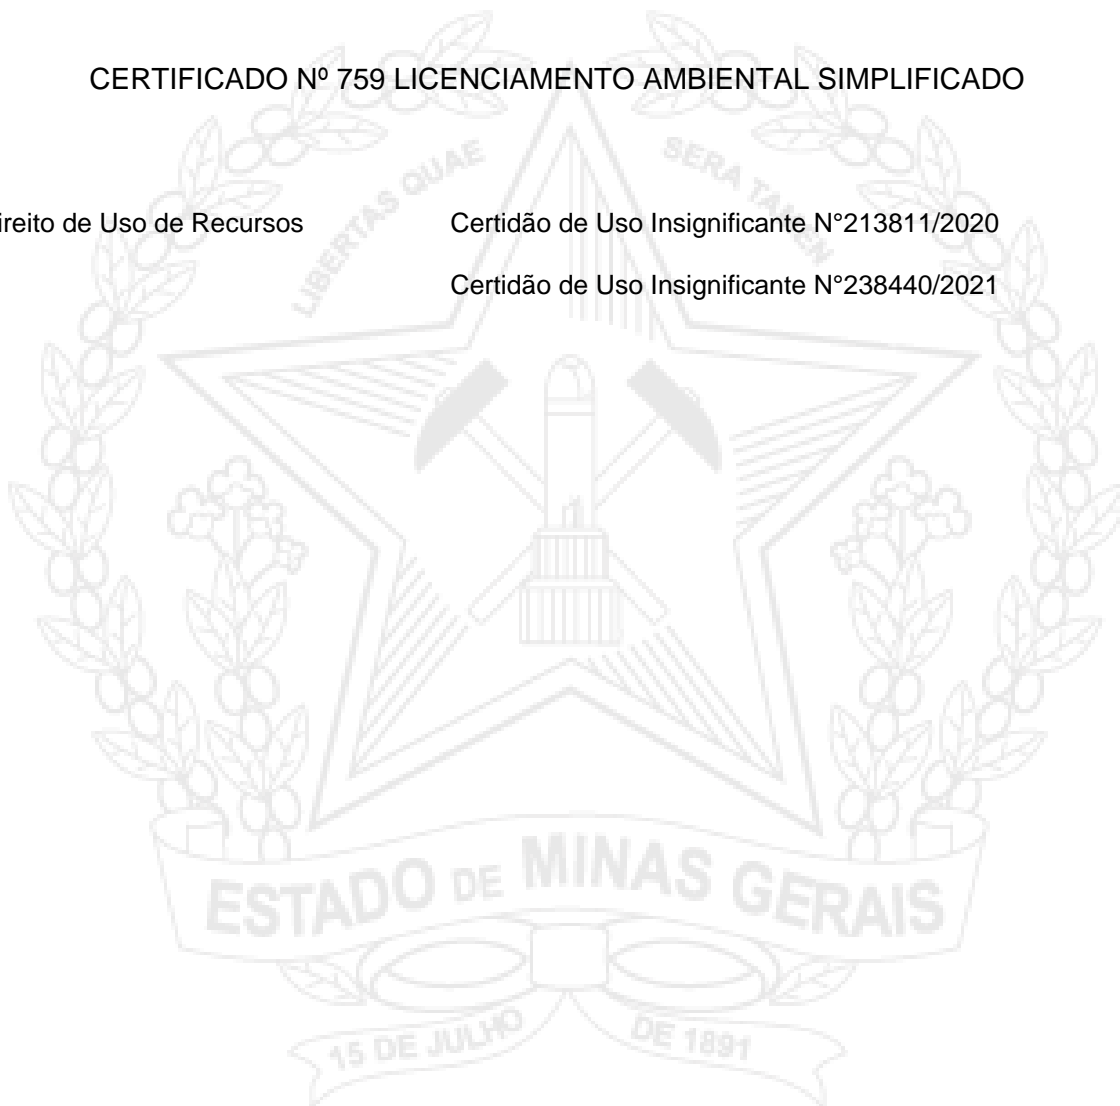 CERTIFICADO Nº 759 LICENCIAMENTO AMBIENTAL SIMPLIFICADO
LIBERTAS QUAE SERA TAMEN
ireito de Uso de Recursos Certidão de Uso Insignificante N°213811/2020
Certidão de Uso Insignificante N°238440/2021
ESTADO DE MINAS GERAIS
15 DE JULHO DE 1891